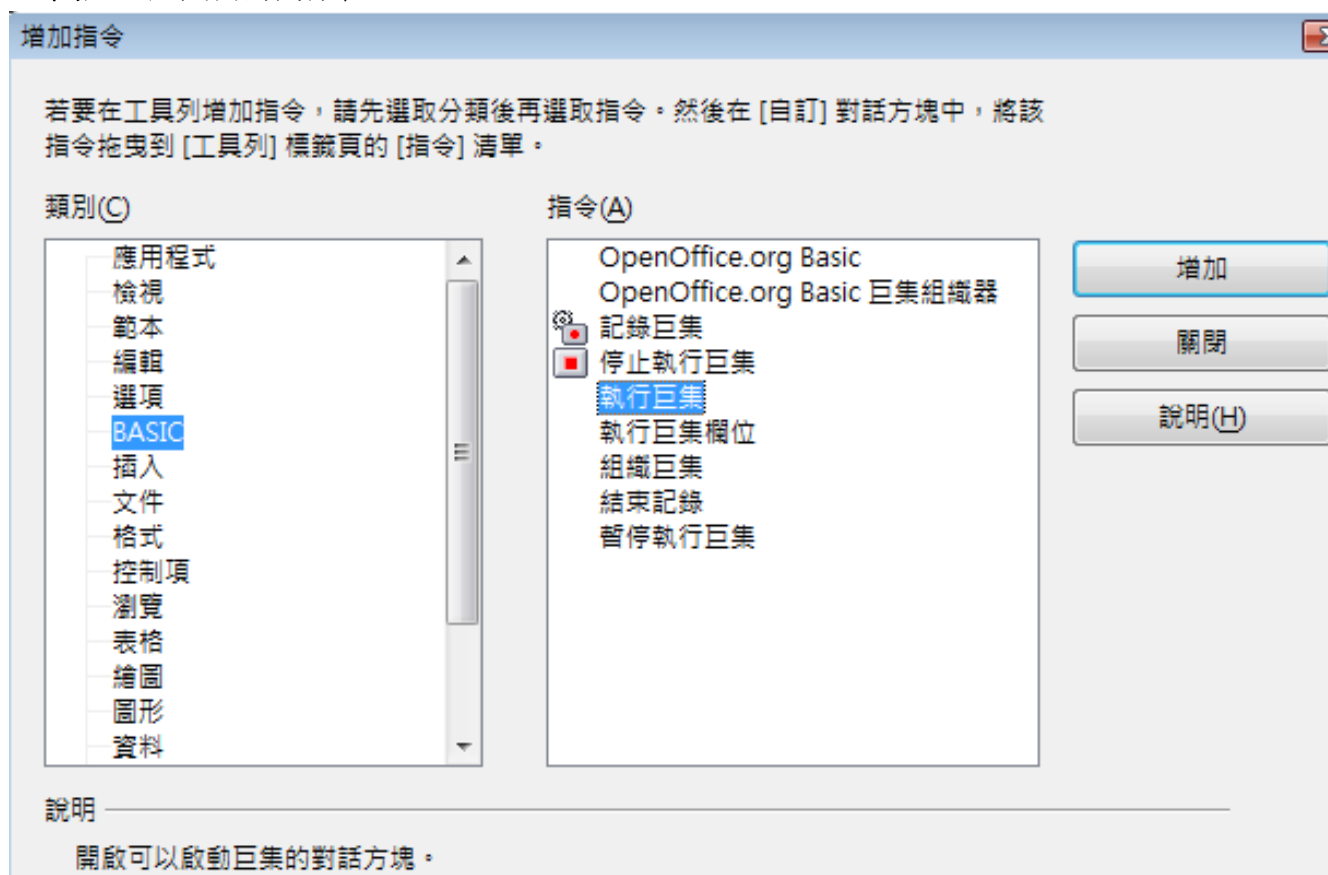 增加指令
若要在工具列增加指令，請先選取分類後再選取指令。然後在 [自訂] 對話方塊中，將該
指令拖曳到 [工具列] 標籤頁的 [指令] 清單。
類別(C)
應用程式
檢視
範本
編輯
選項
BASIC
插入
文件
格式
控制項
瀏覽
表格
繪圖
圖形
資料
指令(A)
OpenOffice.org Basic
OpenOffice.org Basic 巨集組織器
記錄巨集
停止執行巨集
執行巨集
執行巨集欄位
組織巨集
結束記錄
暫停執行巨集
增加
關閉
說明(H)
說明
開啟可以啟動巨集的對話方塊。